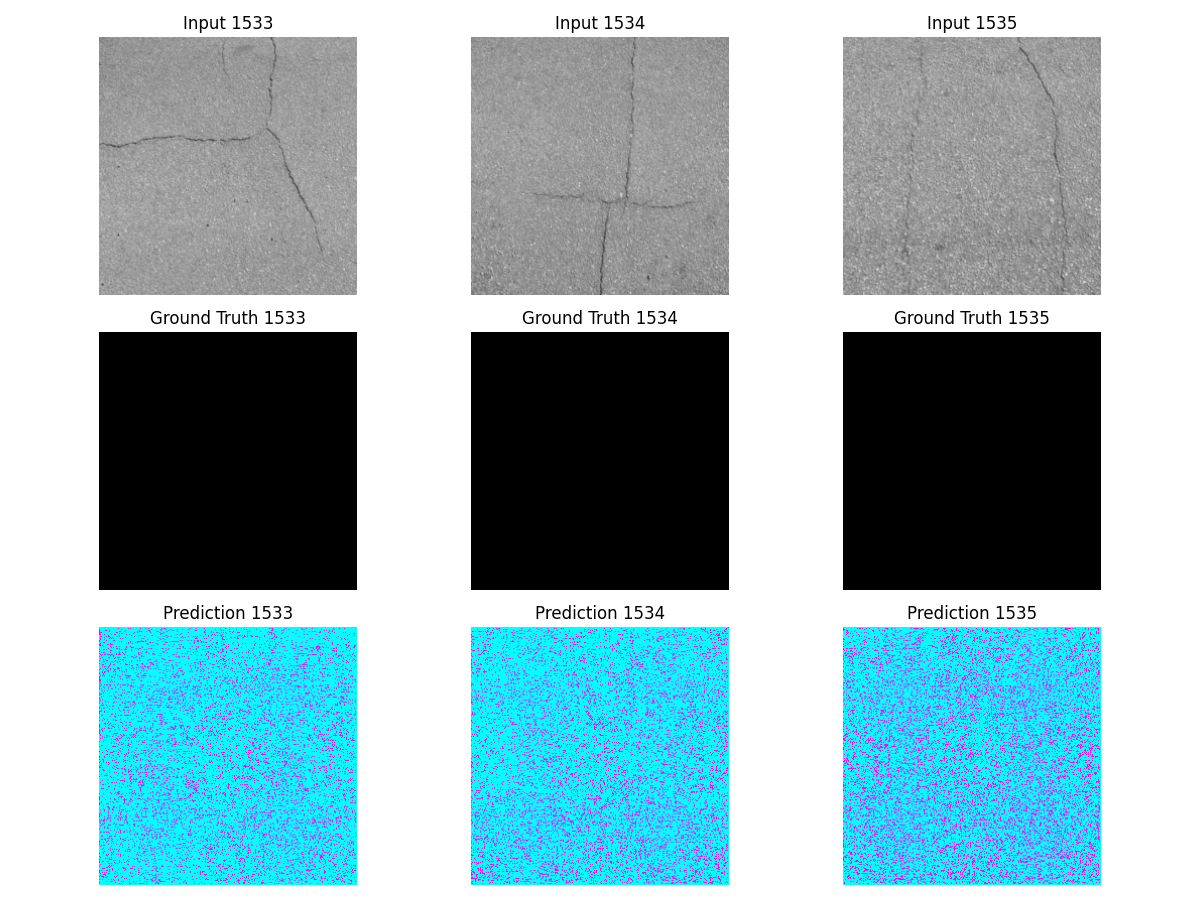 Input 1533
Input 1534
Input 1535
Ground Truth 1533
Ground Truth 1534
Ground Truth 1535
Prediction 1533
Prediction 1534
Prediction 1535